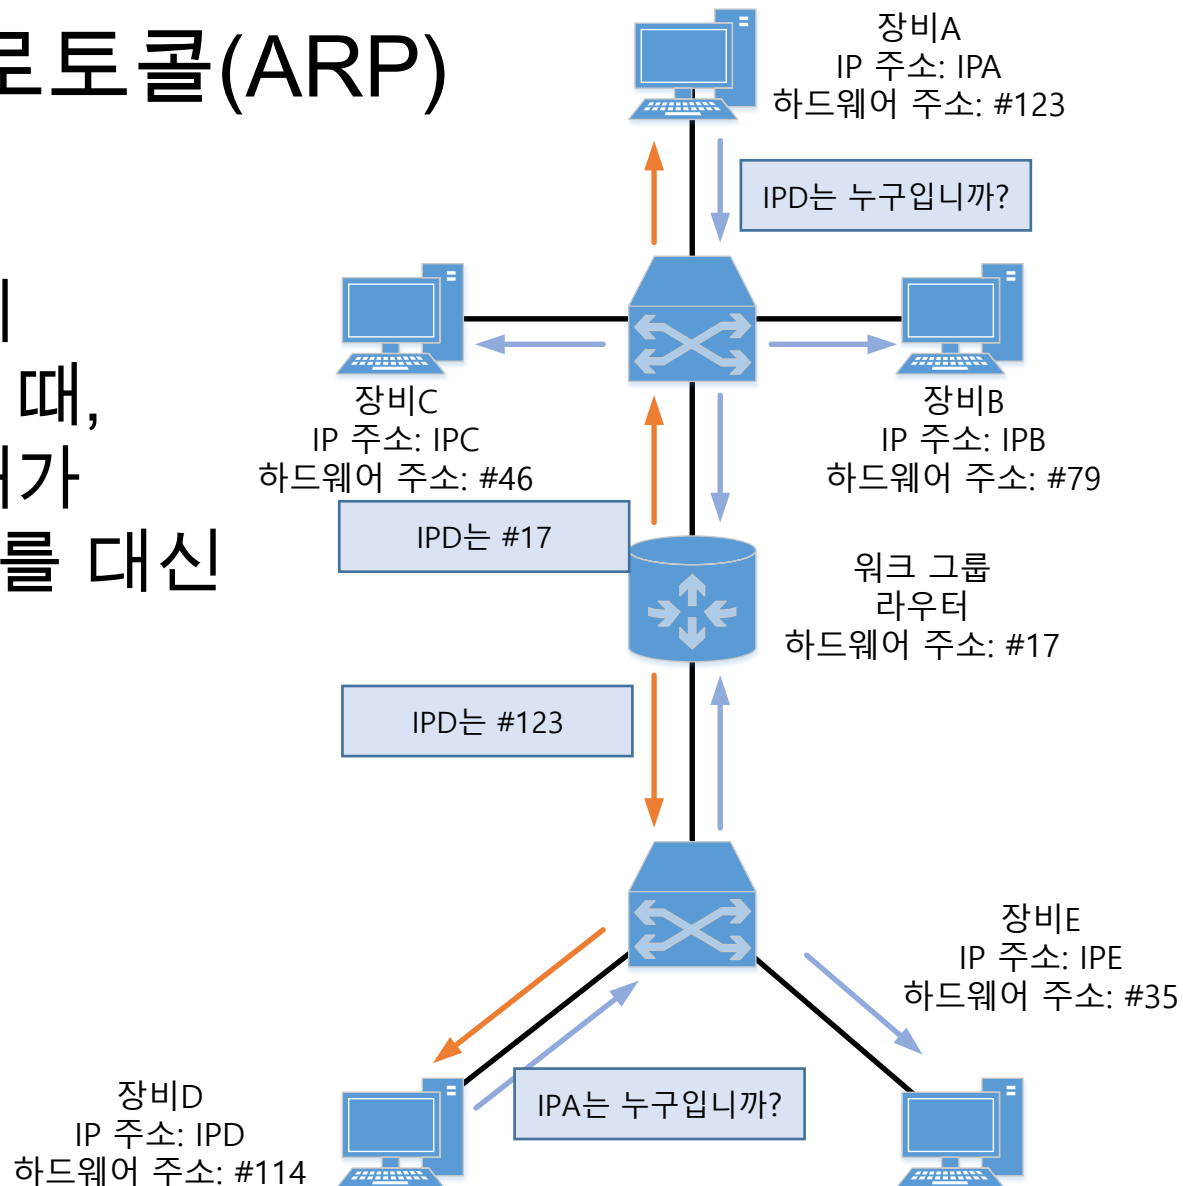 로토콜(ARP)
때,
를 대신
장비A
IP 주소: IPA
하드웨어 주소: #123
IPD는 누구입니까?
장비C
IP 주소: IPC
하드웨어 주소: #46
장비B
IP 주소: IPB
하드웨어 주소: #79
IPD는 #17
워크 그룹
라우터
하드웨어 주소: #17
IPD는 #123
장비E
IP 주소: IPE
하드웨어 주소: #35
IPA는 누구입니까?
장비D
IP 주소: IPD
하드웨어 주소: #114